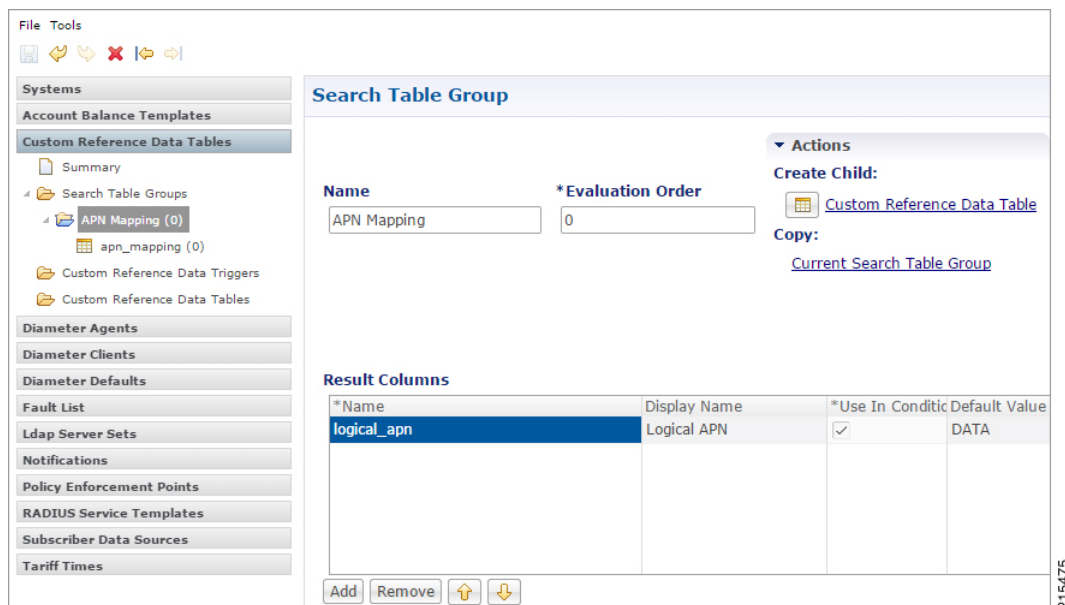 File Tools
Systems
Account Balance Templates
Custom Reference Data Tables
Summary
Search Table Groups
APN Mapping (0)
apn_mapping (0)
Custom Reference Data Triggers
Custom Reference Data Tables
Diameter Agents
Diameter Clients
Diameter Defaults
Fault List
Ldap Server Sets
Notifications
Policy Enforcement Points
RADIUS Service Templates
Subscriber Data Sources
Tariff Times
Search Table Group
Name *Evaluation Order
APN Mapping 0
Actions
Create Child:
Custom Reference Data Table
Copy:
Current Search Table Group
Result Columns
*Name Display Name *Use In Conditic Default Value
logical_apn Logical APN DATA
Add Remove